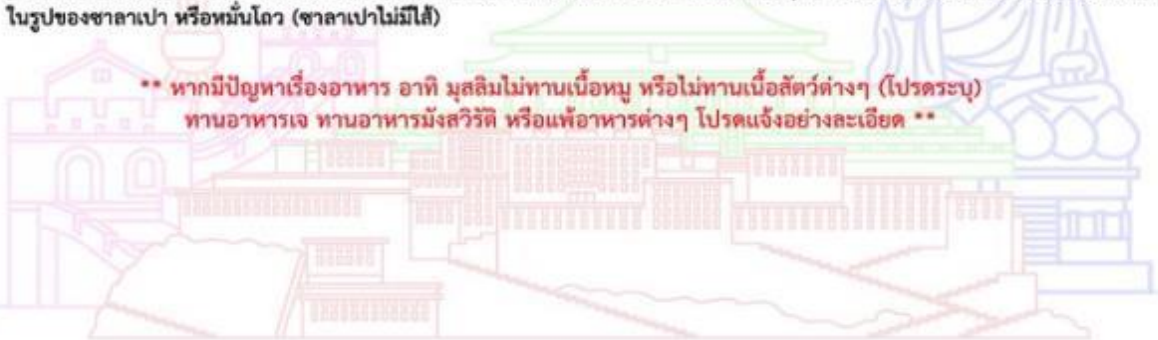 ในรูปของซาลาเปา หรือหมั่นโถว (ซาลาเปาไม่มีไส้)
** หากมีปัญหาเรื่องอาหาร อาทิ มุสลิมไม่ทานเนื้อหมู หรือไม่ทานเนื้อสัตว์ต่างๆ (โปรดระบุ)
ทานอาหารเจ ทานอาหารมังสวิรัติ หรือแพ้อาหารต่างๆ โปรดแจ้งอย่างละเอียด **